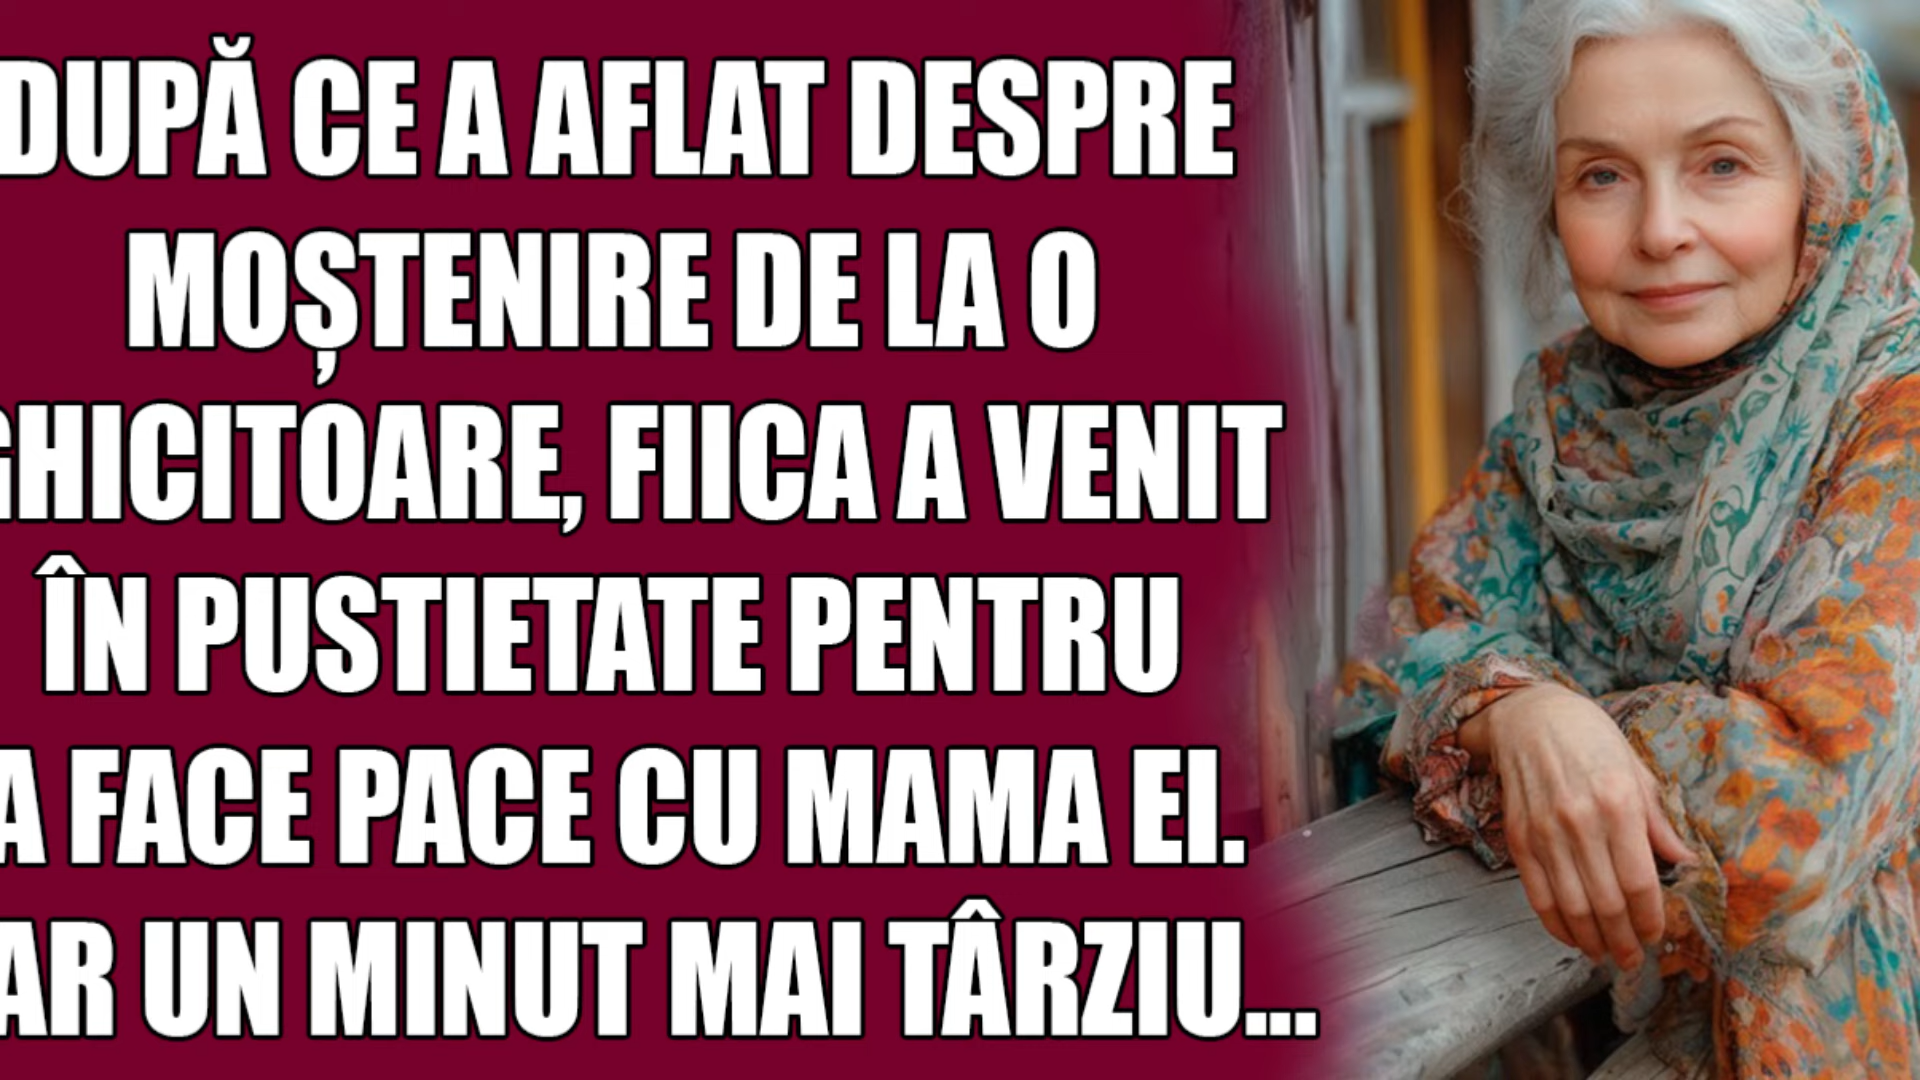 DUPĂ CE A AFLAT DESPRE
MOȘTENIRE DE LA O
GHICITOARE, FIICA A VENIT
ÎN PUSTIETATE PENTRU
A FACE PACE CU MAMA EI.
AR UN MINUT MAI TÂRZIU...